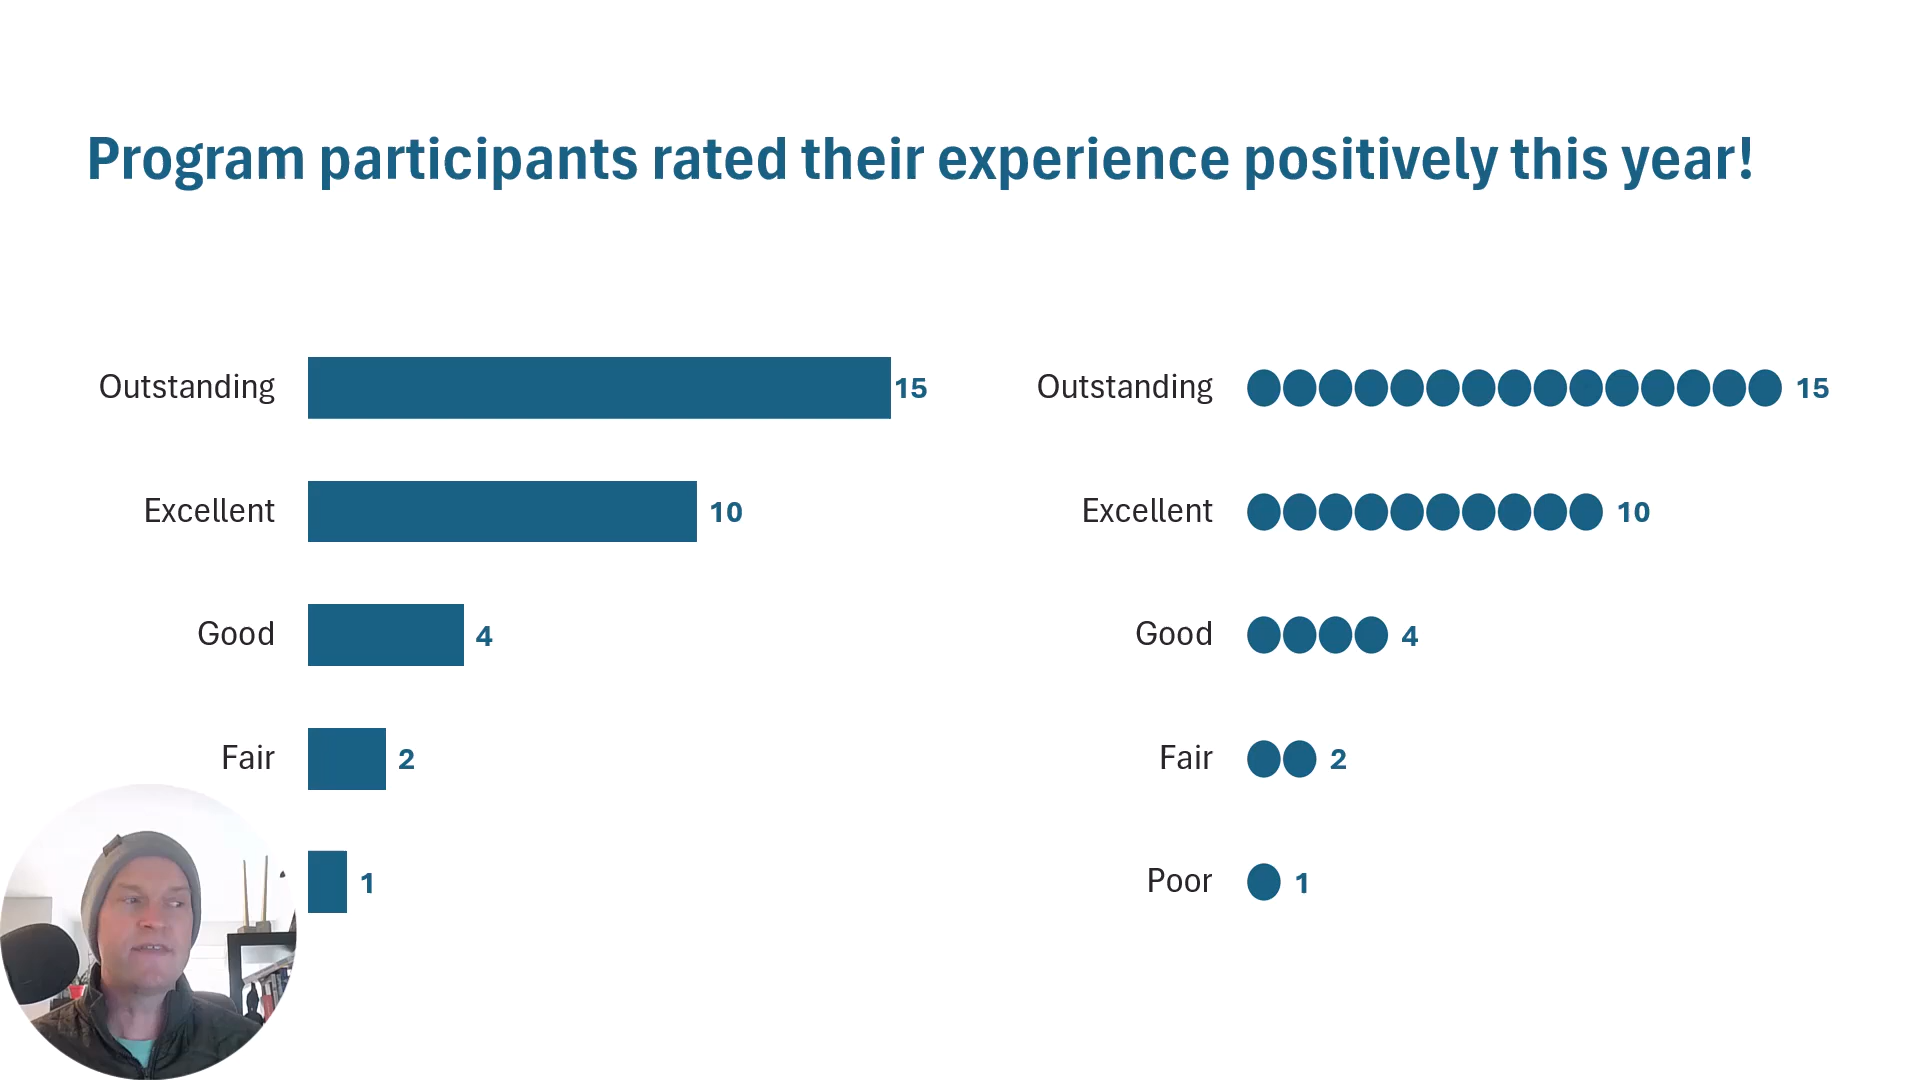 Program participants rated their experience positively this year!
Outstanding 15
Excellent 10
Good 4
Fair 2
1
Outstanding 15
Excellent 10
Good 4
Fair 2
Poor 1